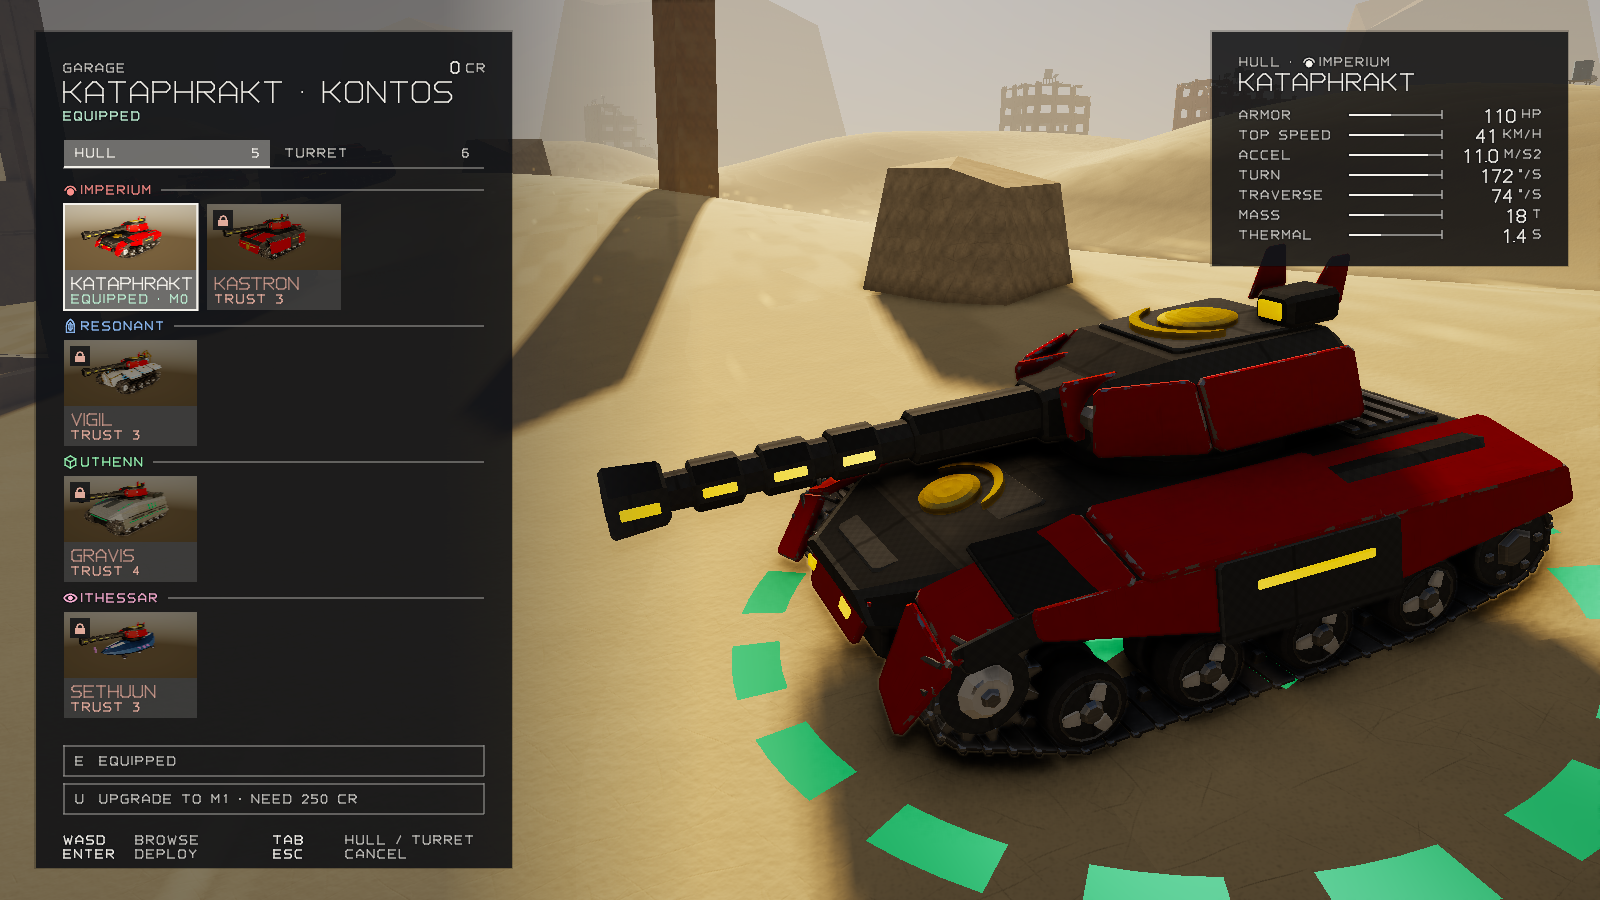 GARAGE
0 CR
KATAPHRAKT · KONTOS
EQUIPPED
HULL 5
TURRET 6
IMPERIUM
KATAPHRAKT
EQUIPPED · M0
KASTRON
TRUST 3
RESONANT
VIGIL
TRUST 3
UTHENN
GRAVIS
TRUST 4
ITHESSAR
SETHUUN
TRUST 3
E EQUIPPED
U UPGRADE TO M1 · NEED 250 CR
WASD BROWSE TAB HULL / TURRET
ENTER DEPLOY ESC CANCEL
HULL · IMPERIUM
KATAPHRAKT
ARMOR 110 HP
TOP SPEED 41 KM/H
ACCEL 11.0 M/S2
TURN 172 °/S
TRAVERSE 74 °/S
MASS 18 T
THERMAL 1.4 S